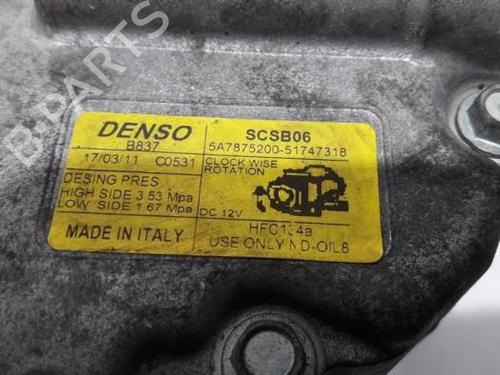 DENSO
B837
17/03/11 C0531
DESING PRES.
HIGH SIDE 3.53 Mpa
LOW SIDE 1.67 Mpa
MADE IN ITALY
SCSB06
5A7875200-51747318
CLOCK WISE
ROTATION
DC 12V
HFC134a
USE ONLY ND-OIL8
B-PARTS